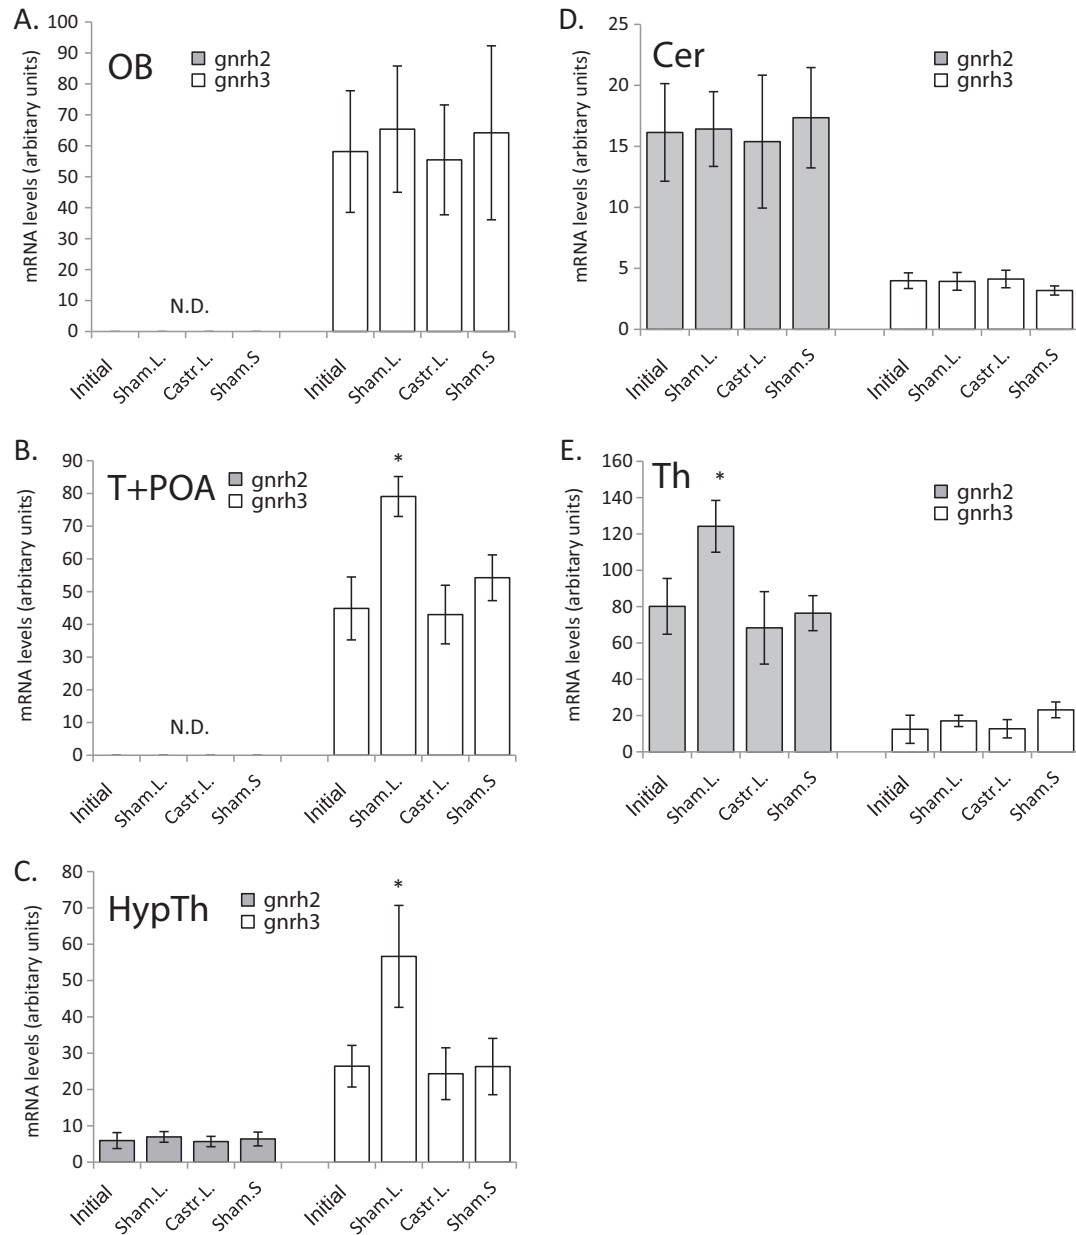 A.
OB
gnrh2
gnrh3
mRNA levels (arbitary units)
100
90
80
70
60
50
40
30
20
10
0
N.D.
Initial Sham.L. Castr.L. Sham.S Initial Sham.L. Castr.L. Sham.S
D.
Cer
gnrh2
gnrh3
mRNA levels (arbitary units)
25
20
15
10
5
0
Initial Sham.L. Castr.L. Sham.S Initial Sham.L. Castr.L. Sham.S
B.
T+POA
gnrh2
gnrh3
mRNA levels (arbitary units)
90
80
70
60
50
40
30
20
10
0
N.D.
*
Initial Sham.L. Castr.L. Sham.S Initial Sham.L. Castr.L. Sham.S
E.
Th
gnrh2
gnrh3
mRNA levels (arbitary units)
160
140
120
100
80
60
40
20
0
*
Initial Sham.L. Castr.L. Sham.S Initial Sham.L. Castr.L. Sham.S
C.
HypTh
gnrh2
gnrh3
mRNA levels (arbitary units)
80
70
60
50
40
30
20
10
0
*
Initial Sham.L. Castr.L. Sham.S Initial Sham.L. Castr.L. Sham.S